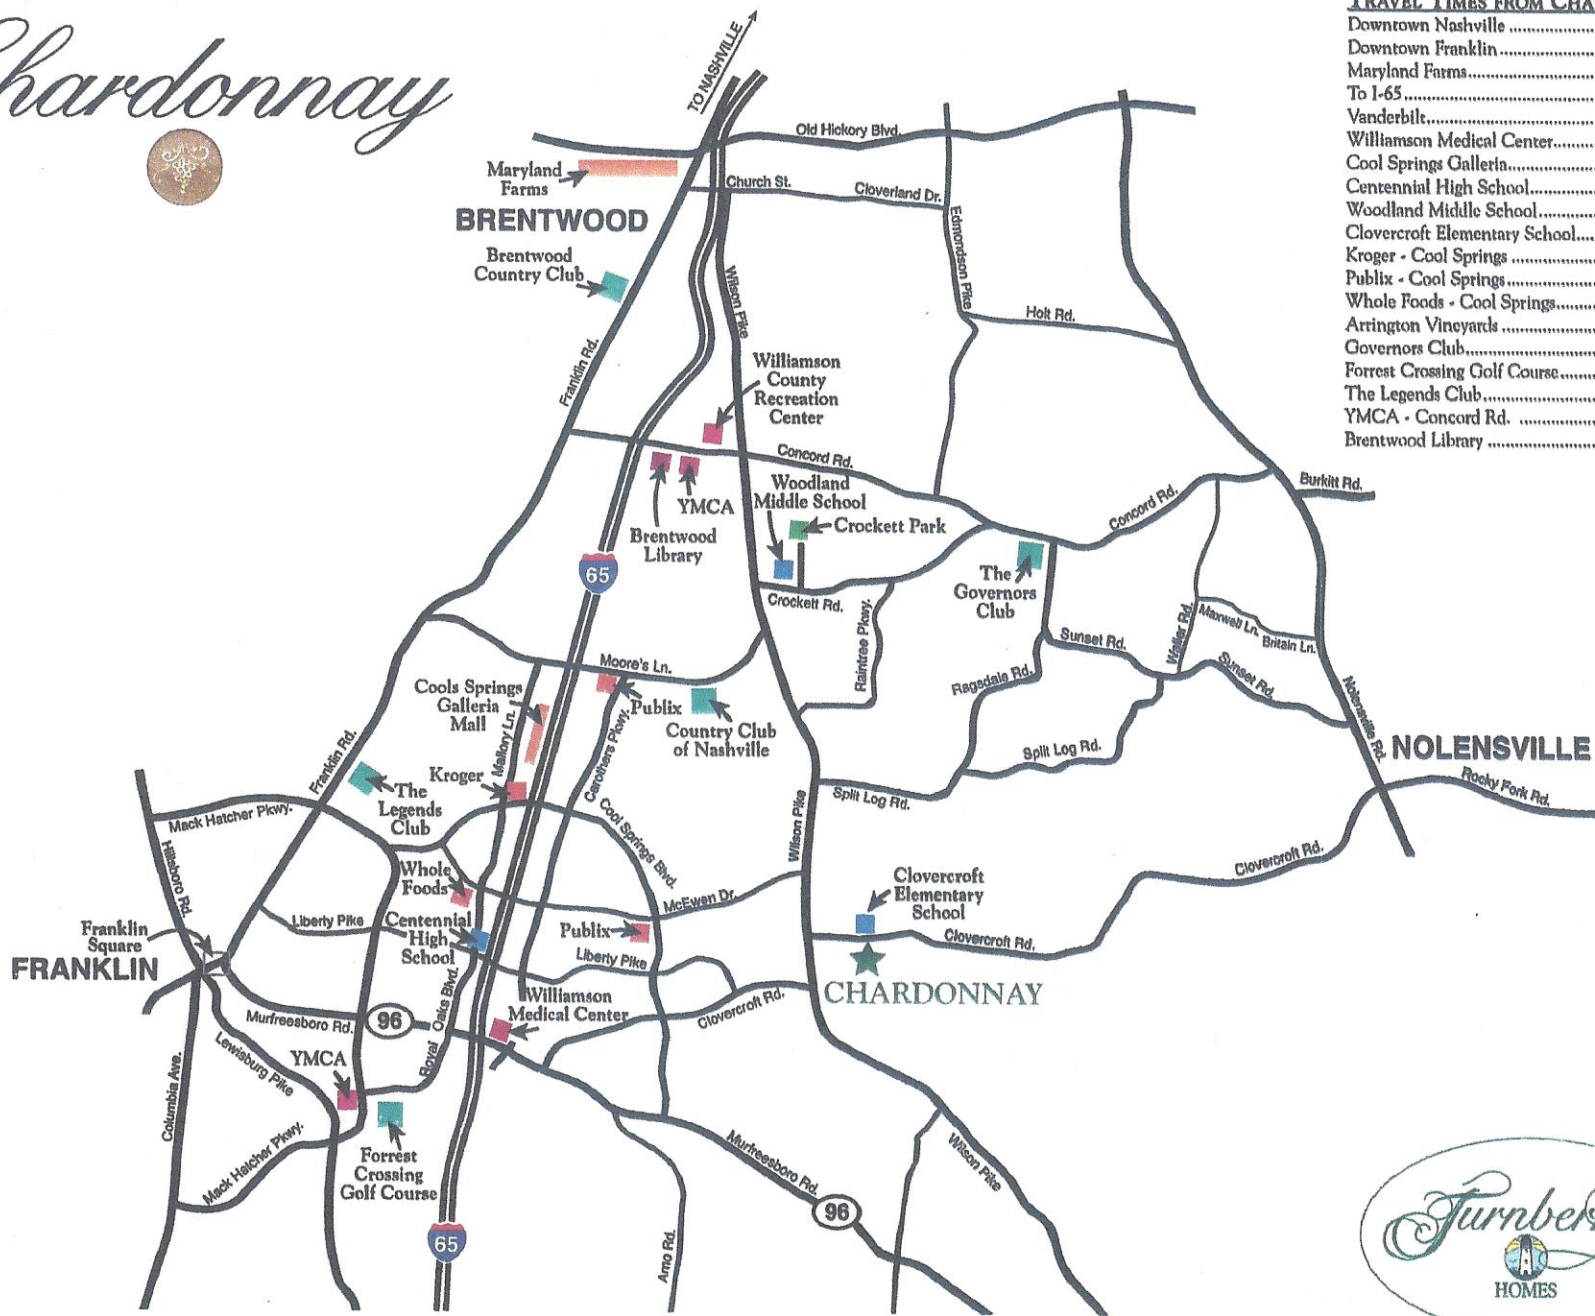 Chardonnay
TRAVEL TIMES FROM CHA
Downtown Nashville
Downtown Franklin
Maryland Farms
To I-65
Vanderbilt
Williamson Medical Center
Cool Springs Galleria
Centennial High School
Woodland Middle School
Clovercroft Elementary School
Kroger - Cool Springs
Publix - Cool Springs
Whole Foods - Cool Springs
Arrington Vineyards
Governors Club
Forrest Crossing Golf Course
The Legends Club
YMCA - Concord Rd.
Brentwood Library
TO NASHVILLE
Old Hickory Blvd.
Maryland
Farms
Church St.
Cloverland Dr.
BRENTWOOD
Edmondson Pike
Brentwood
Country Club
Wilson Pike
Holt Rd.
Franklin Rd.
Williamson
County
Recreation
Center
Concord Rd.
Woodland
Middle School
YMCA
Crockett Park
Brentwood
Library
Concord Rd.
Burkitt Rd.
65
The
Governors
Club
Crockett Rd.
Raintree Pkwy.
Sunset Rd.
Waller Rd.
Maxwell Ln.
Britain Ln.
Sunset Rd.
Ragsdale Rd.
Moore's Ln.
Cools Springs
Galleria
Mall
Mallory Ln.
Publix
Carothers Pkwy.
Country Club
of Nashville
Nolensville Rd.
NOLENSVILLE
Split Log Rd.
Rocky Fork Rd.
Franklin Rd.
Kroger
The
Legends
Club
Split Log Rd.
Wilson Pike
Mack Hatcher Pkwy.
Hillsboro Rd.
Cool Springs Blvd.
Clovercroft Rd.
Whole
Foods
McEwen Dr.
Clovercroft
Elementary
School
Franklin
Square
Liberty Pike
Centennial
High
School
Publix
Clovercroft Rd.
FRANKLIN
Liberty Pike
CHARDONNAY
Royal Oaks Blvd.
Williamson
Medical Center
Clovercroft Rd.
Murfreesboro Rd.
96
Lewisburg Pike
YMCA
Columbia Ave.
Mack Hatcher Pkwy.
Forrest
Crossing
Golf Course
Murfreesboro Rd.
Wilson Pike
96
65
Arno Rd.
Turnber
HOMES